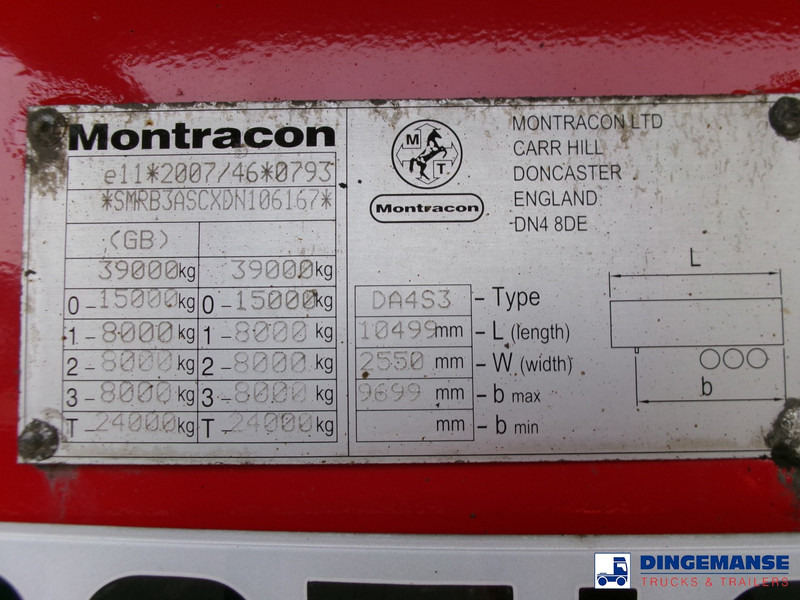 Montracon
e11*2007/46*0793
*SMRB3ASCXDN106167*
(GB)
39000kg 39000kg
0-15000kg 0-15000kg
1-8000kg 1-8000kg
2-8000kg 2-8000kg
3-8000kg 3-8000kg
T-24000kg T-24000kg
M T
Montracon
MONTRACON LTD
CARR HILL
DONCASTER
ENGLAND
DN4 8DE
DA4S3 - Type
10499 mm - L (length)
2550 mm - W (width)
9699 mm - b max
mm - b min
L
b
DINGEMANSE
TRUCKS & TRAILERS